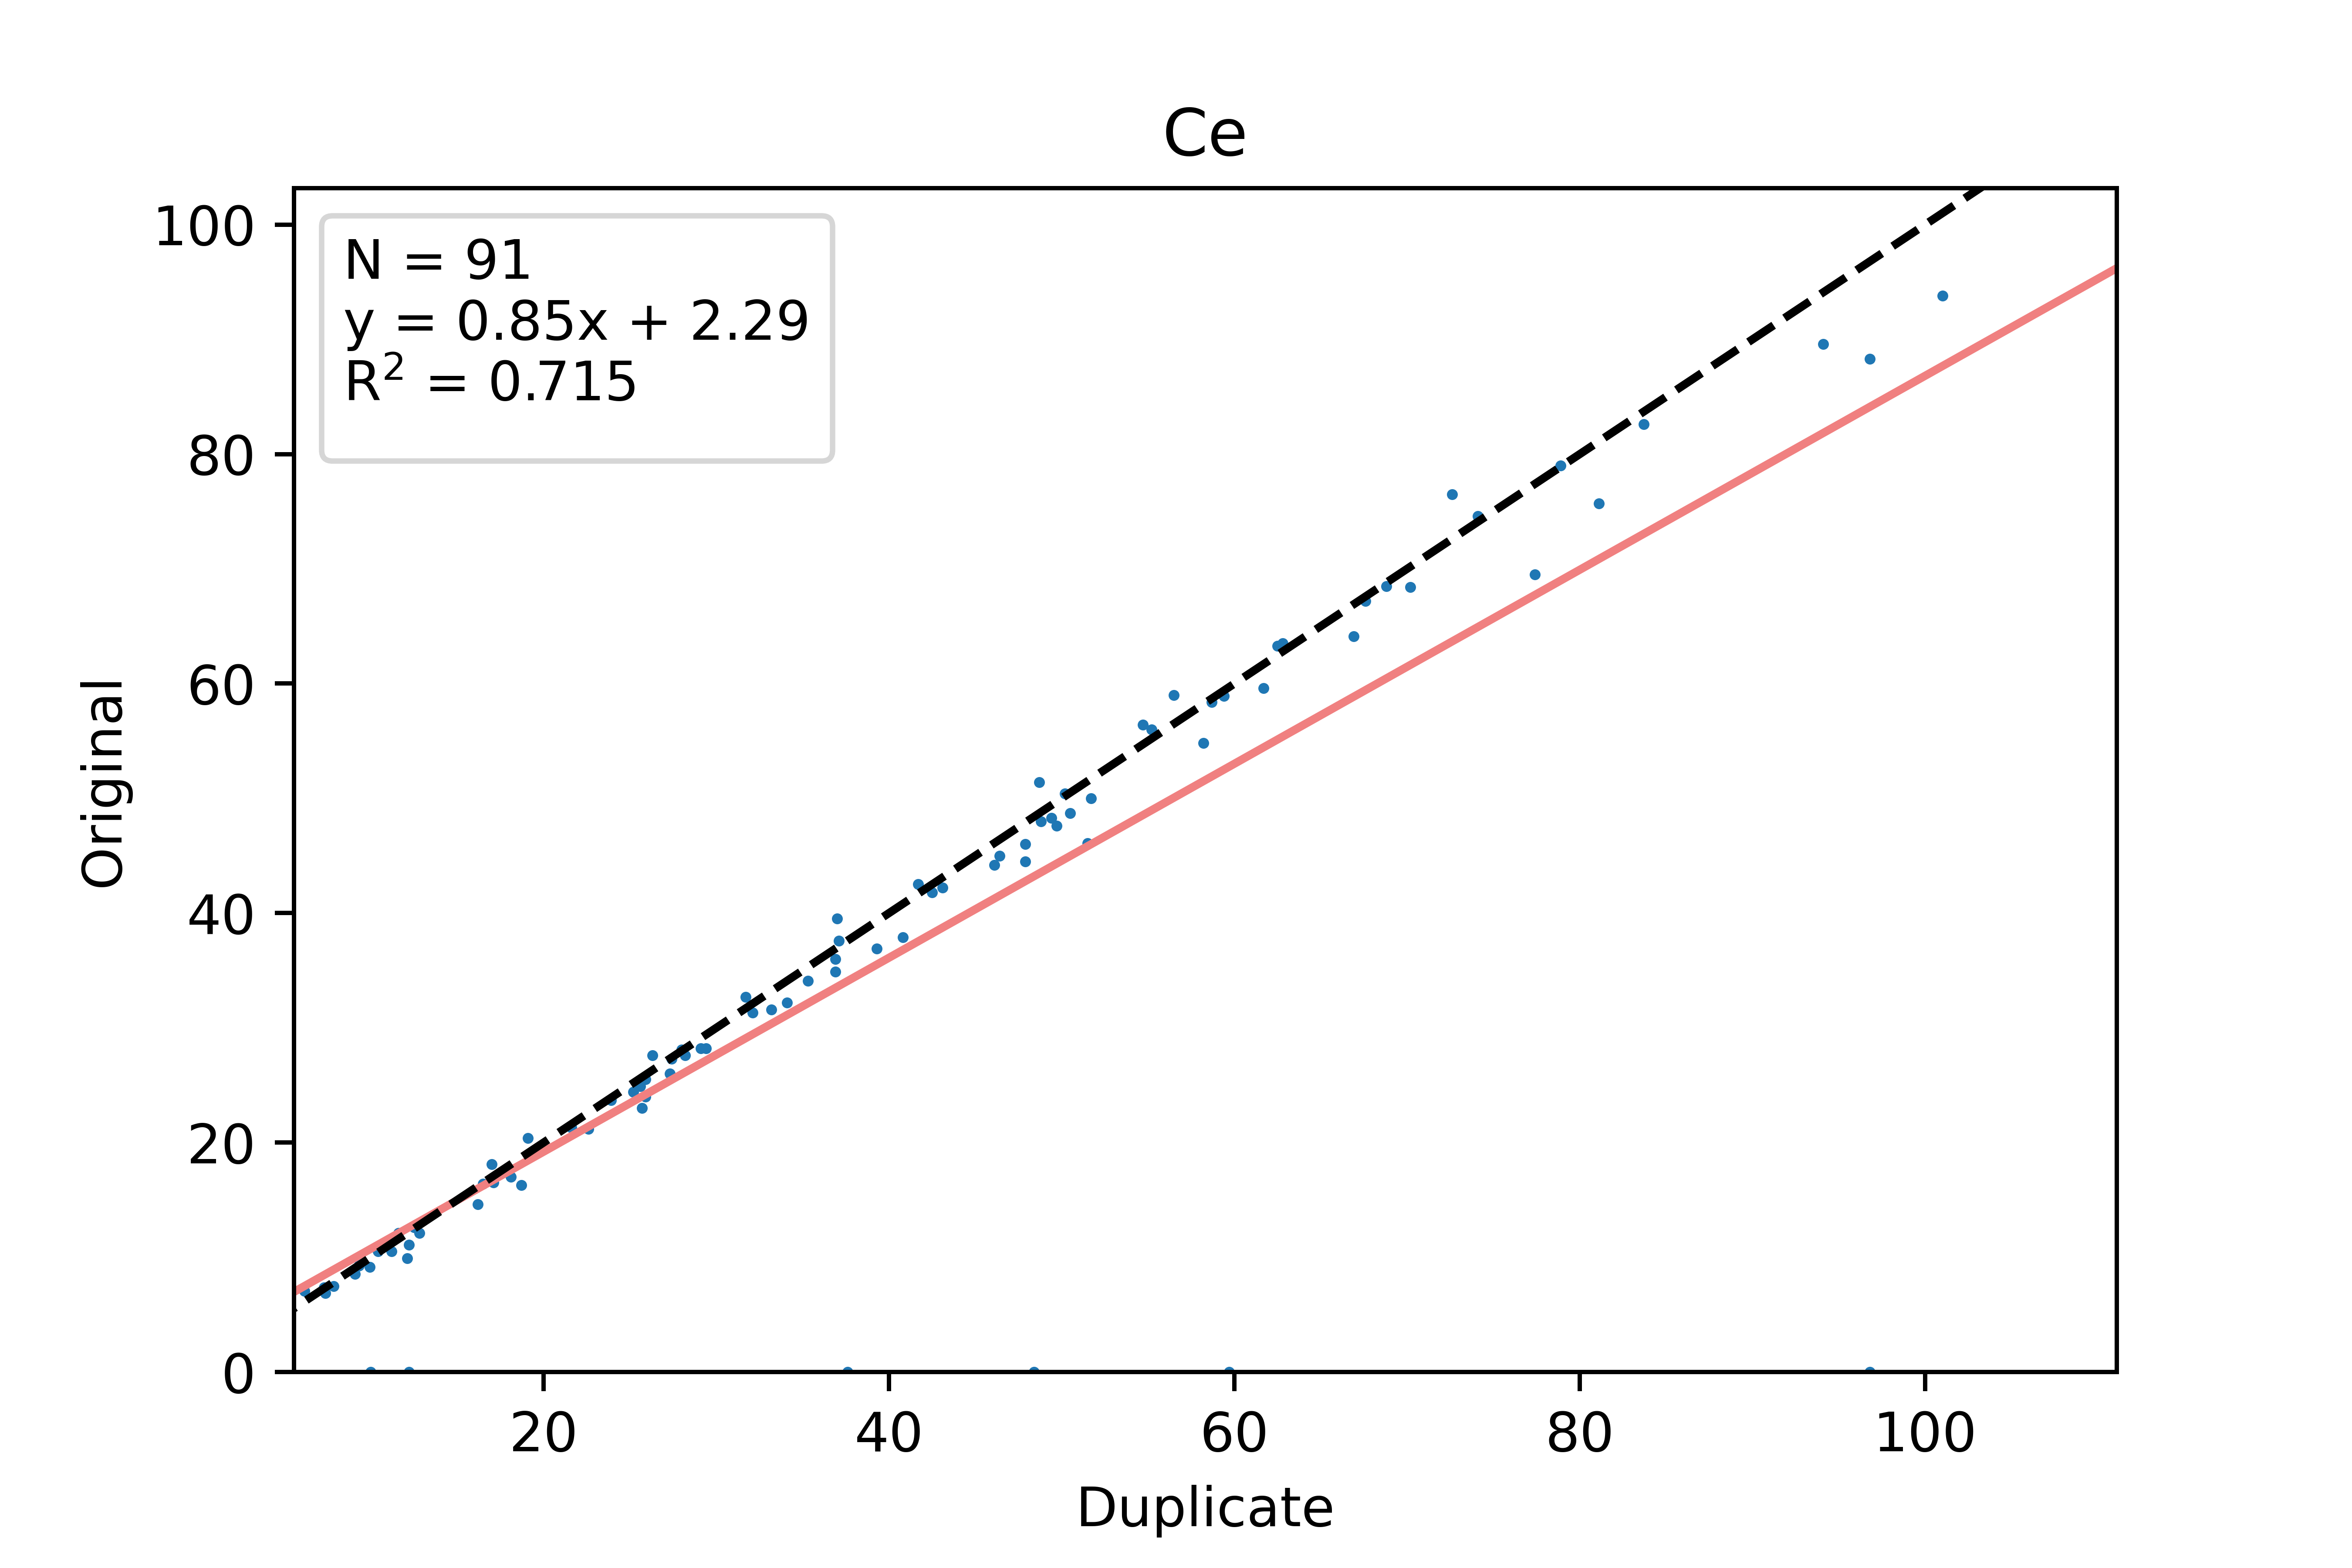 Ce
N = 91
y = 0.85x + 2.29
R² = 0.715
100
80
60
40
20
0
Original
20 40 60 80 100
Duplicate